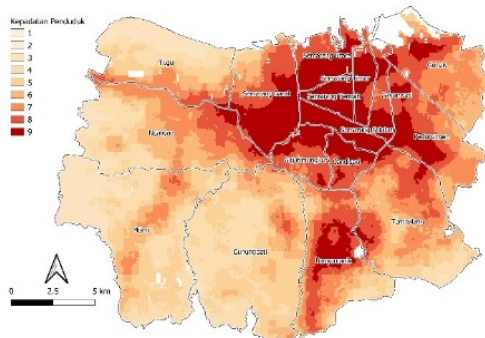 Kepadatan Penduduk
1
2
3
4
5
6
7
8
9
Tugu
Semarang Utara
Genuk
Semarang Timur
Semarang Barat
Semarang Tengah
Gayamsari
Ngaliyan
Semarang Selatan
Pedurungan
Gajahmungkur
Candisari
Mijen
Gunungpati
Tembalang
Banyumanik
0 2.5 5 km